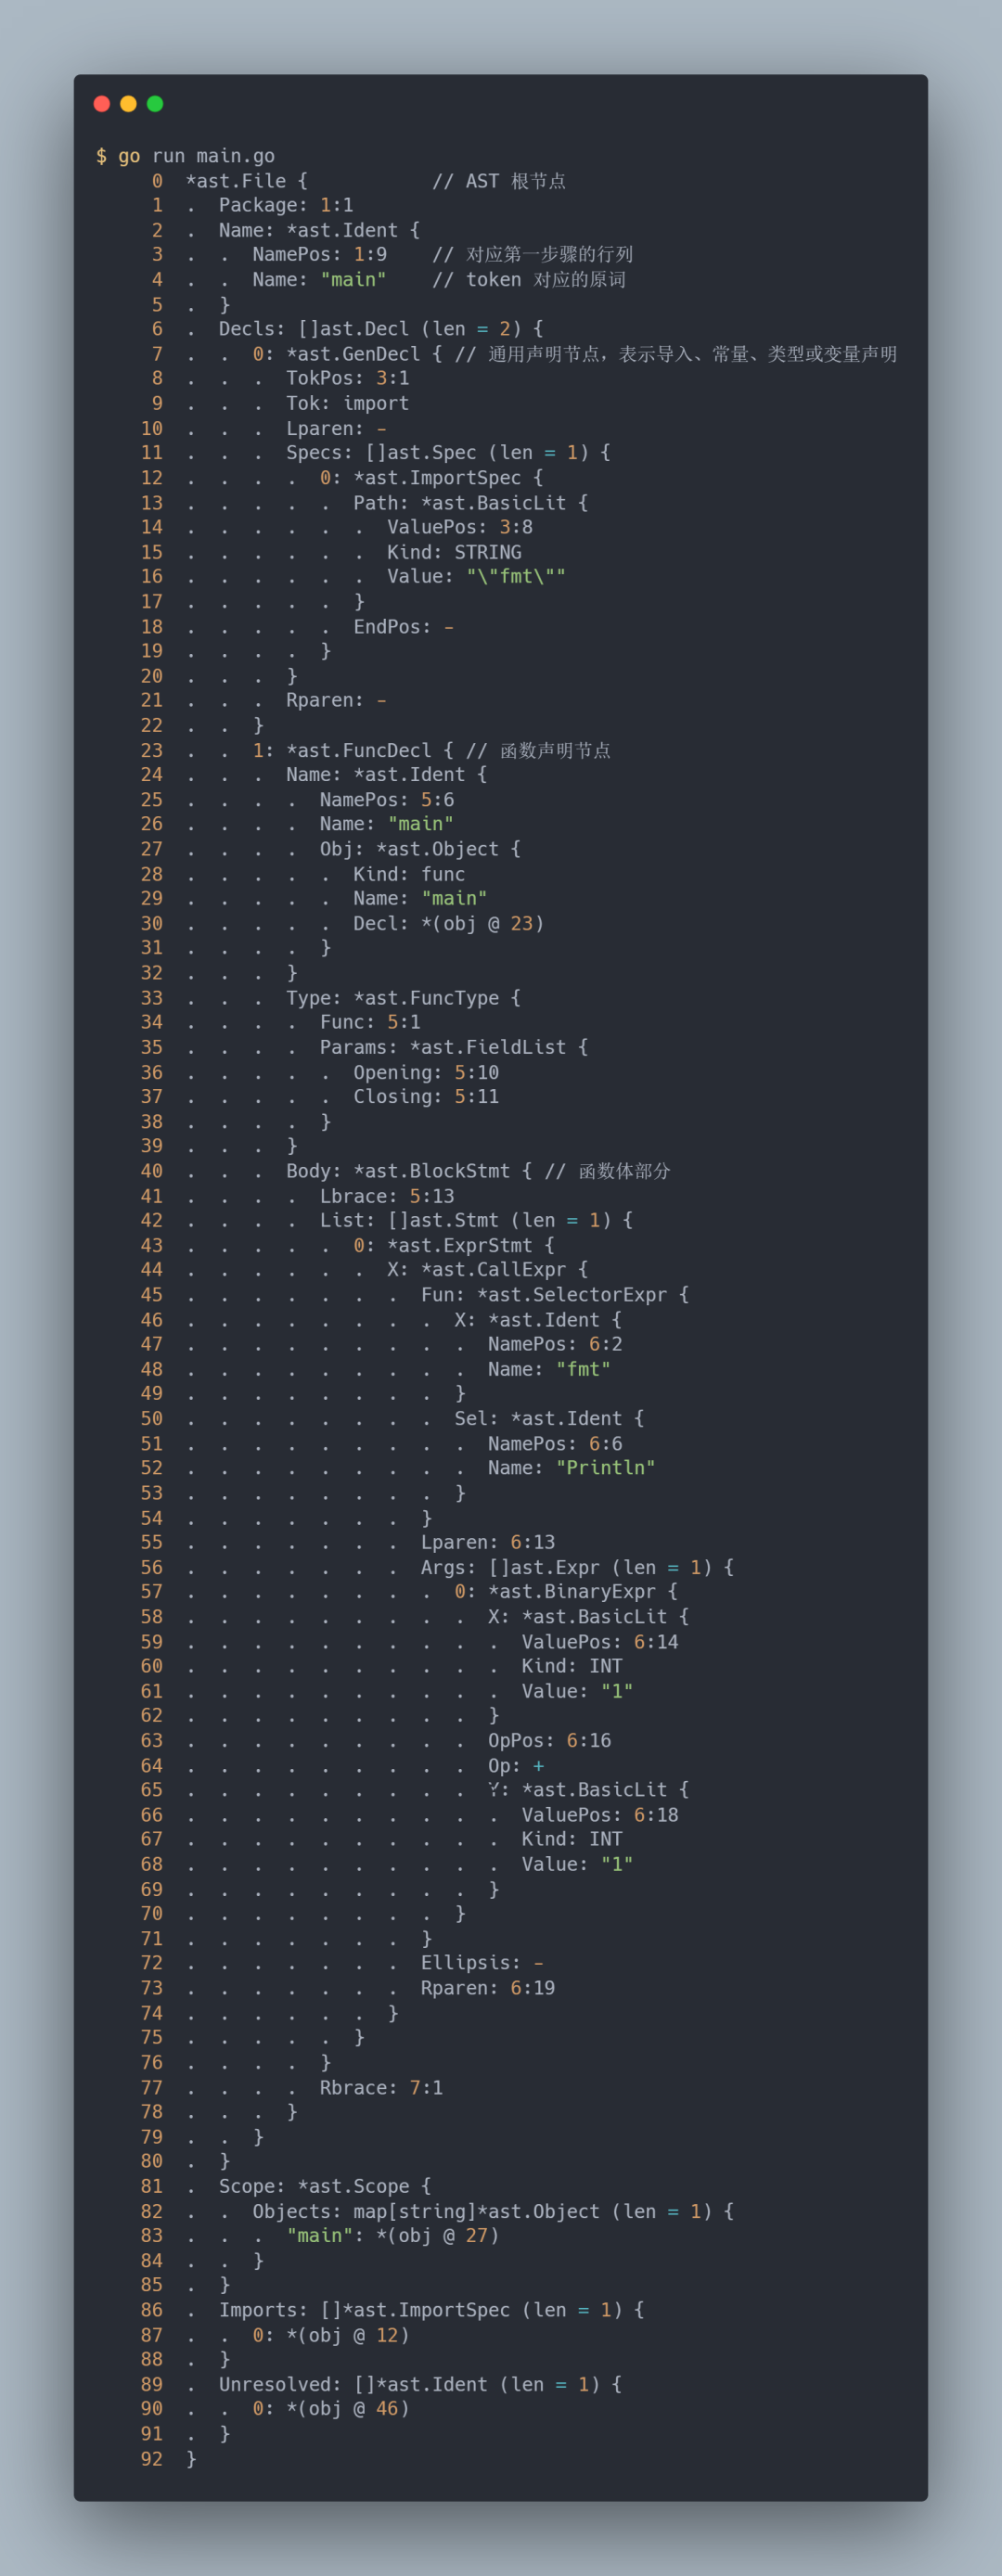 $ go run main.go
     0  *ast.File {           // AST 根节点
     1  .  Package: 1:1
     2  .  Name: *ast.Ident {
     3  .  .  NamePos: 1:9    // 对应第一步骤的行列
     4  .  .  Name: "main"    // token 对应的原词
     5  .  }
     6  .  Decls: []ast.Decl (len = 2) {
     7  .  .  0: *ast.GenDecl { // 通用声明节点，表示导入、常量、类型或变量声明
     8  .  .  .  TokPos: 3:1
     9  .  .  .  Tok: import
    10  .  .  .  Lparen: -
    11  .  .  .  Specs: []ast.Spec (len = 1) {
    12  .  .  .  .  0: *ast.ImportSpec {
    13  .  .  .  .  .  Path: *ast.BasicLit {
    14  .  .  .  .  .  .  ValuePos: 3:8
    15  .  .  .  .  .  .  Kind: STRING
    16  .  .  .  .  .  .  Value: "\"fmt\""
    17  .  .  .  .  .  }
    18  .  .  .  .  .  EndPos: -
    19  .  .  .  .  }
    20  .  .  .  }
    21  .  .  .  Rparen: -
    22  .  .  }
    23  .  .  1: *ast.FuncDecl { // 函数声明节点
    24  .  .  .  Name: *ast.Ident {
    25  .  .  .  .  NamePos: 5:6
    26  .  .  .  .  Name: "main"
    27  .  .  .  .  Obj: *ast.Object {
    28  .  .  .  .  .  Kind: func
    29  .  .  .  .  .  Name: "main"
    30  .  .  .  .  .  Decl: *(obj @ 23)
    31  .  .  .  .  }
    32  .  .  .  }
    33  .  .  .  Type: *ast.FuncType {
    34  .  .  .  .  Func: 5:1
    35  .  .  .  .  Params: *ast.FieldList {
    36  .  .  .  .  .  Opening: 5:10
    37  .  .  .  .  .  Closing: 5:11
    38  .  .  .  .  }
    39  .  .  .  }
    40  .  .  .  Body: *ast.BlockStmt { // 函数体部分
    41  .  .  .  .  Lbrace: 5:13
    42  .  .  .  .  List: []ast.Stmt (len = 1) {
    43  .  .  .  .  .  0: *ast.ExprStmt {
    44  .  .  .  .  .  .  X: *ast.CallExpr {
    45  .  .  .  .  .  .  .  Fun: *ast.SelectorExpr {
    46  .  .  .  .  .  .  .  .  X: *ast.Ident {
    47  .  .  .  .  .  .  .  .  .  NamePos: 6:2
    48  .  .  .  .  .  .  .  .  .  Name: "fmt"
    49  .  .  .  .  .  .  .  .  }
    50  .  .  .  .  .  .  .  .  Sel: *ast.Ident {
    51  .  .  .  .  .  .  .  .  .  NamePos: 6:6
    52  .  .  .  .  .  .  .  .  .  Name: "Println"
    53  .  .  .  .  .  .  .  .  }
    54  .  .  .  .  .  .  .  }
    55  .  .  .  .  .  .  .  Lparen: 6:13
    56  .  .  .  .  .  .  .  Args: []ast.Expr (len = 1) {
    57  .  .  .  .  .  .  .  .  0: *ast.BinaryExpr {
    58  .  .  .  .  .  .  .  .  .  X: *ast.BasicLit {
    59  .  .  .  .  .  .  .  .  .  .  ValuePos: 6:14
    60  .  .  .  .  .  .  .  .  .  .  Kind: INT
    61  .  .  .  .  .  .  .  .  .  .  Value: "1"
    62  .  .  .  .  .  .  .  .  .  }
    63  .  .  .  .  .  .  .  .  .  OpPos: 6:16
    64  .  .  .  .  .  .  .  .  .  Op: +
    65  .  .  .  .  .  .  .  .  .  Y: *ast.BasicLit {
    66  .  .  .  .  .  .  .  .  .  .  ValuePos: 6:18
    67  .  .  .  .  .  .  .  .  .  .  Kind: INT
    68  .  .  .  .  .  .  .  .  .  .  Value: "1"
    69  .  .  .  .  .  .  .  .  .  }
    70  .  .  .  .  .  .  .  .  }
    71  .  .  .  .  .  .  .  }
    72  .  .  .  .  .  .  .  Ellipsis: -
    73  .  .  .  .  .  .  .  Rparen: 6:19
    74  .  .  .  .  .  .  }
    75  .  .  .  .  .  }
    76  .  .  .  .  }
    77  .  .  .  .  Rbrace: 7:1
    78  .  .  .  }
    79  .  .  }
    80  .  }
    81  .  Scope: *ast.Scope {
    82  .  .  Objects: map[string]*ast.Object (len = 1) {
    83  .  .  .  "main": *(obj @ 27)
    84  .  .  }
    85  .  }
    86  .  Imports: []*ast.ImportSpec (len = 1) {
    87  .  .  0: *(obj @ 12)
    88  .  }
    89  .  Unresolved: []*ast.Ident (len = 1) {
    90  .  .  0: *(obj @ 46)
    91  .  }
    92  }